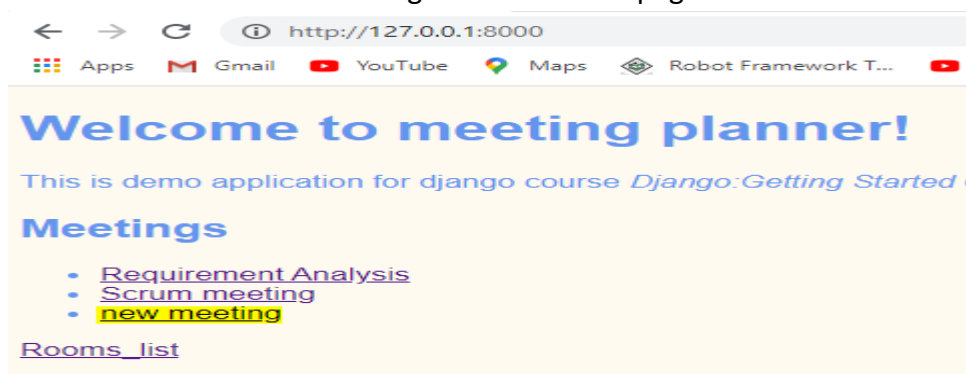 http://127.0.0.1:8000
Apps Gmail YouTube Maps Robot Framework T...
Welcome to meeting planner!
This is demo application for django course Django:Getting Started
Meetings
Requirement Analysis
Scrum meeting
new meeting
Rooms_list